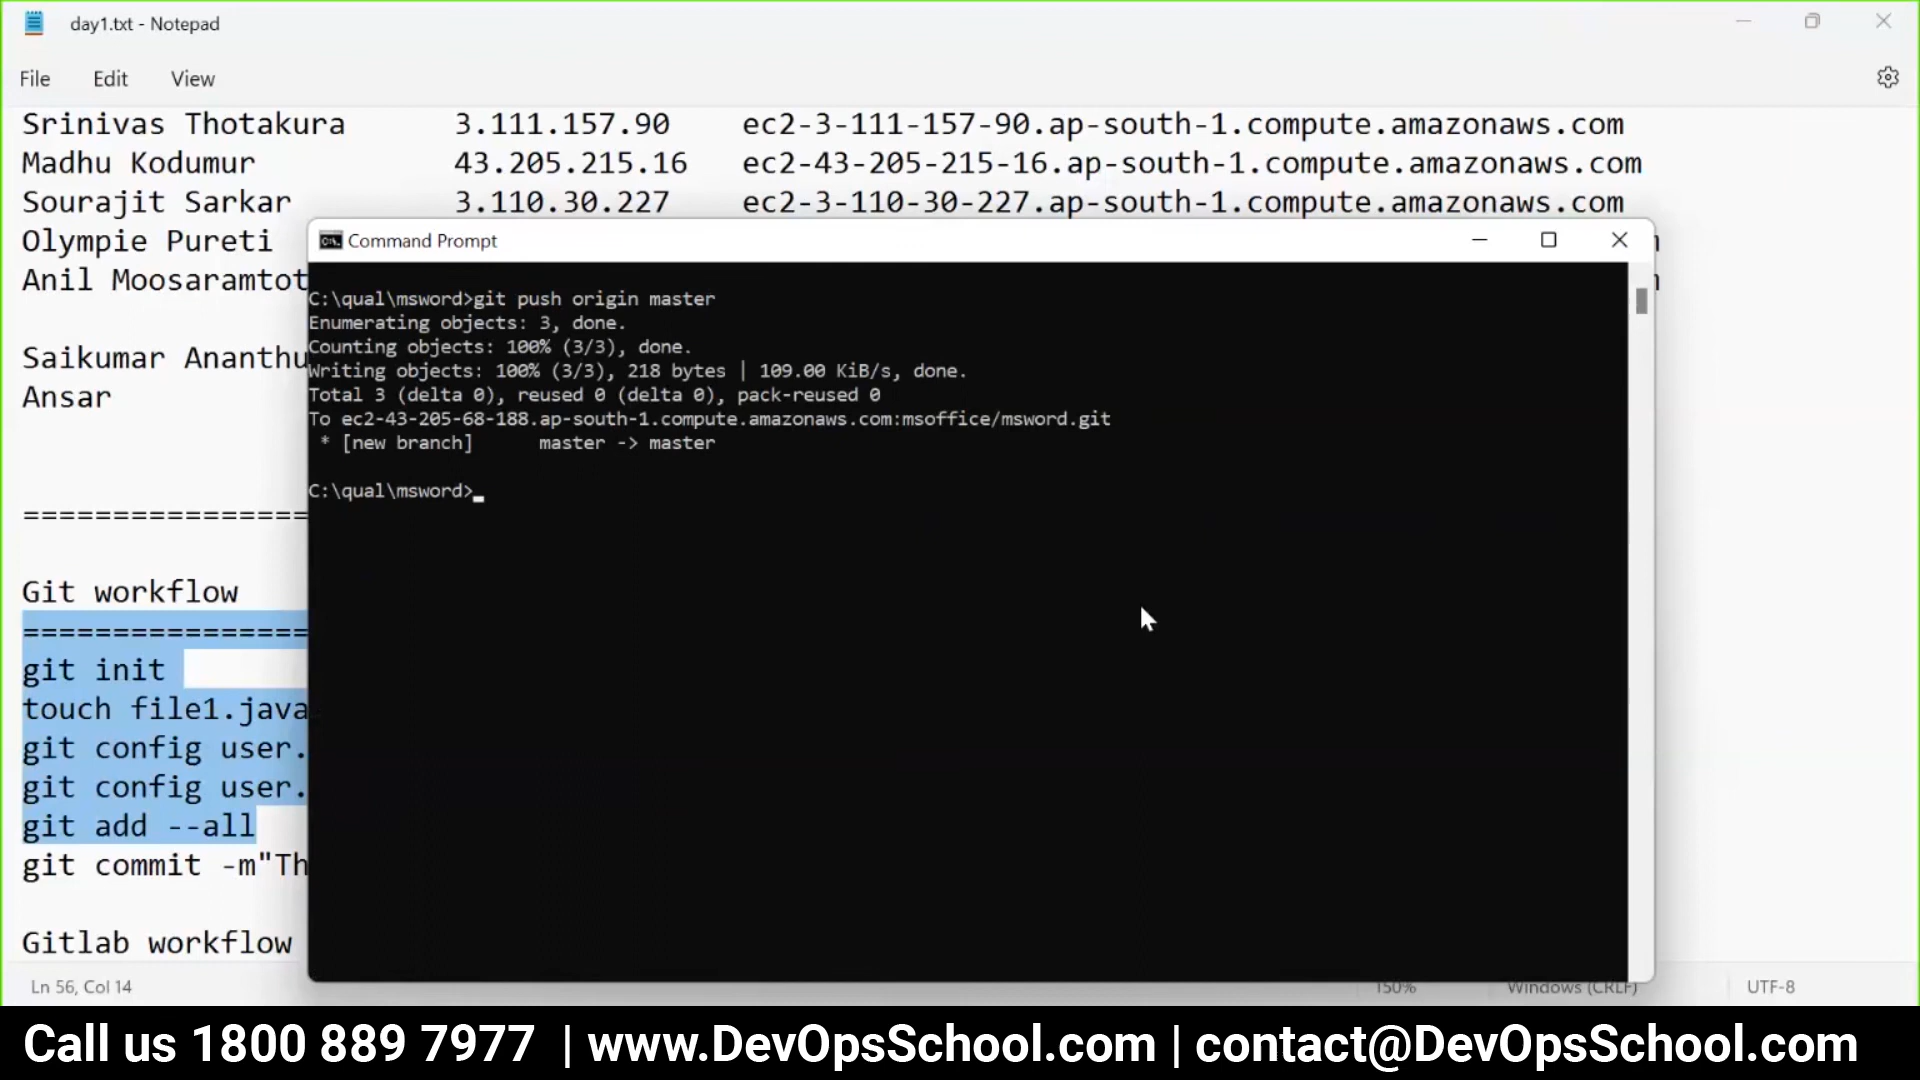 day1.txt - Notepad
File Edit View
Srinivas Thotakura 3.111.157.90 ec2-3-111-157-90.ap-south-1.compute.amazonaws.com
Madhu Kodumur 43.205.215.16 ec2-43-205-215-16.ap-south-1.compute.amazonaws.com
Sourajit Sarkar 3.110.30.227 ec2-3-110-30-227.ap-south-1.compute.amazonaws.com
Olympie Pureti
Anil Moosaramtot
Saikumar Ananthu
Ansar
================
Git workflow
================
git init
touch file1.java
git config user.
git config user.
git add --all
git commit -m"Th
Gitlab workflow
Command Prompt
C:\qual\msword>git push origin master
Enumerating objects: 3, done.
Counting objects: 100% (3/3), done.
Writing objects: 100% (3/3), 218 bytes | 109.00 KiB/s, done.
Total 3 (delta 0), reused 0 (delta 0), pack-reused 0
To ec2-43-205-68-188.ap-south-1.compute.amazonaws.com:msoffice/msword.git
* [new branch] master -> master
C:\qual\msword>
Ln 56, Col 14 150% Windows (CRLF) UTF-8
Call us 1800 889 7977 | www.DevOpsSchool.com | contact@DevOpsSchool.com